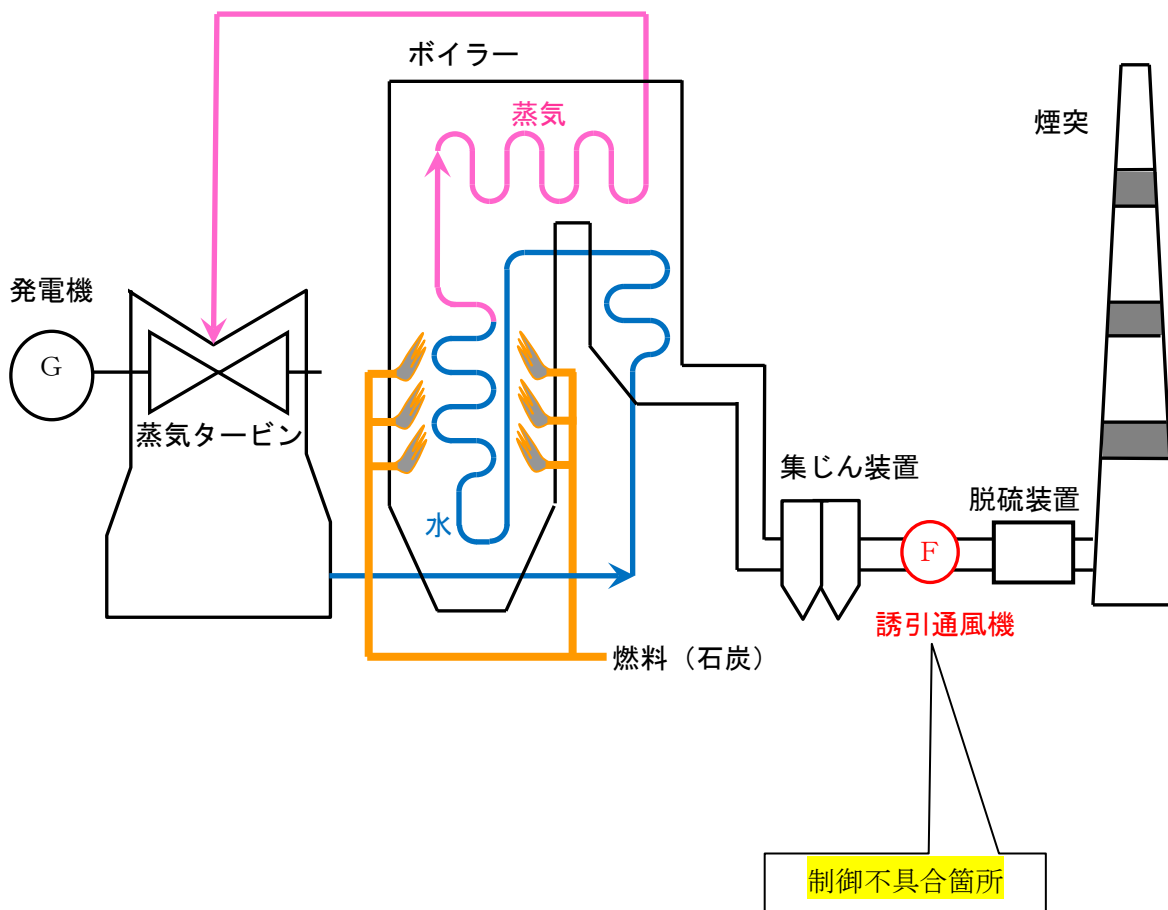 ボイラー
蒸気
煙突
発電機
G
蒸気タービン
集じん装置
脱硫装置
水
F
誘引通風機
燃料（石炭）
制御不具合箇所